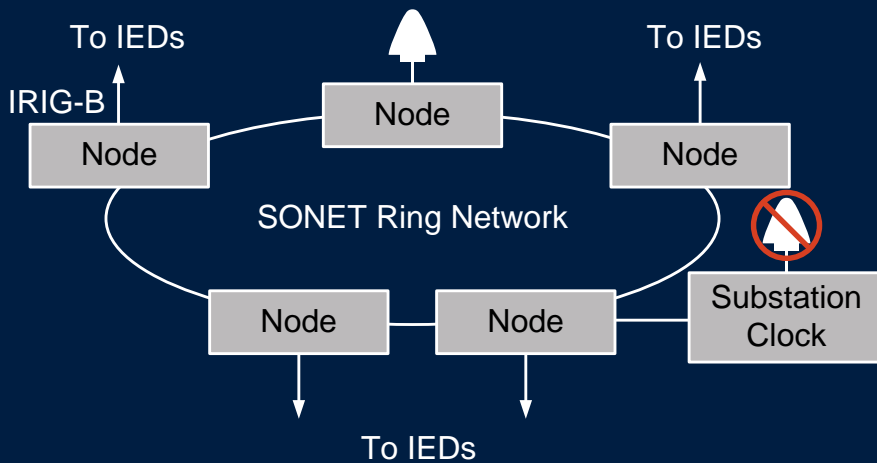 To IEDs
To IEDs
IRIG-B
Node
Node
Node
SONET Ring Network
Node
Node
Substation
Clock
To IEDs